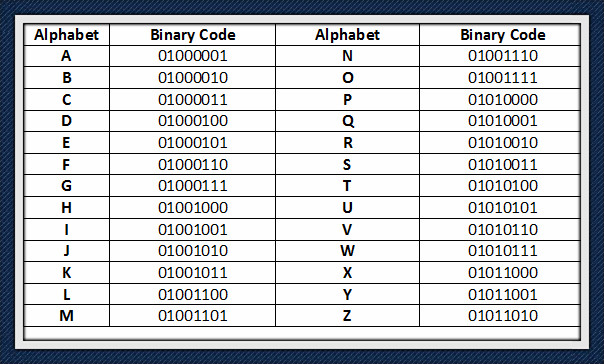 Alphabet Binary Code Alphabet Binary Code
A 01000001 N 01001110
B 01000010 O 01001111
C 01000011 P 01010000
D 01000100 Q 01010001
E 01000101 R 01010010
F 01000110 S 01010011
G 01000111 T 01010100
H 01001000 U 01010101
I 01001001 V 01010110
J 01001010 W 01010111
K 01001011 X 01011000
L 01001100 Y 01011001
M 01001101 Z 01011010